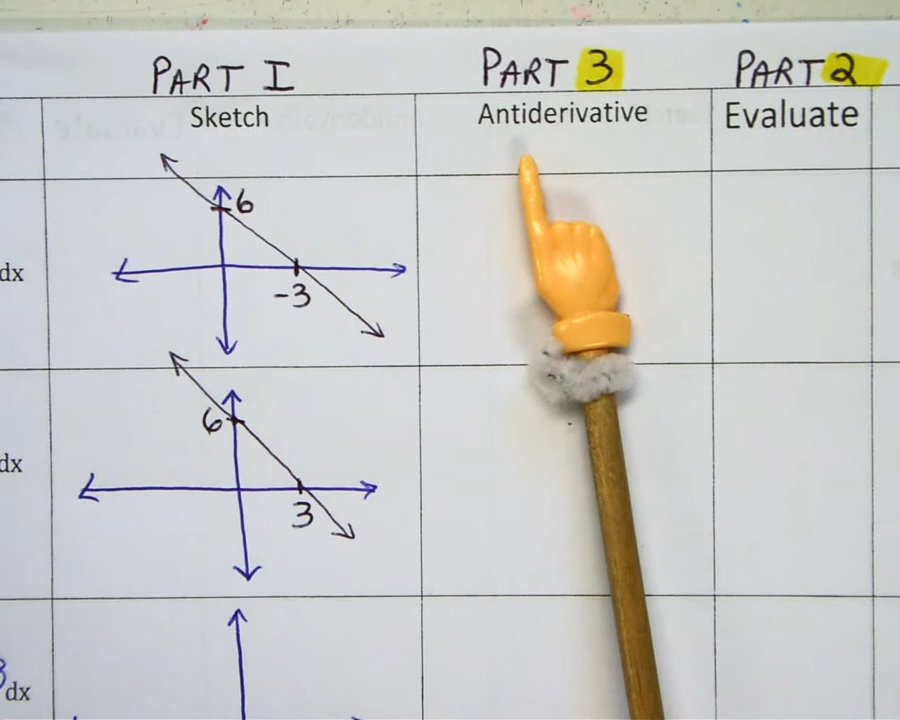 PART I
PART 3
PART 2
Sketch
Antiderivative
Evaluate
6
dx
-3
6
dx
3
dx